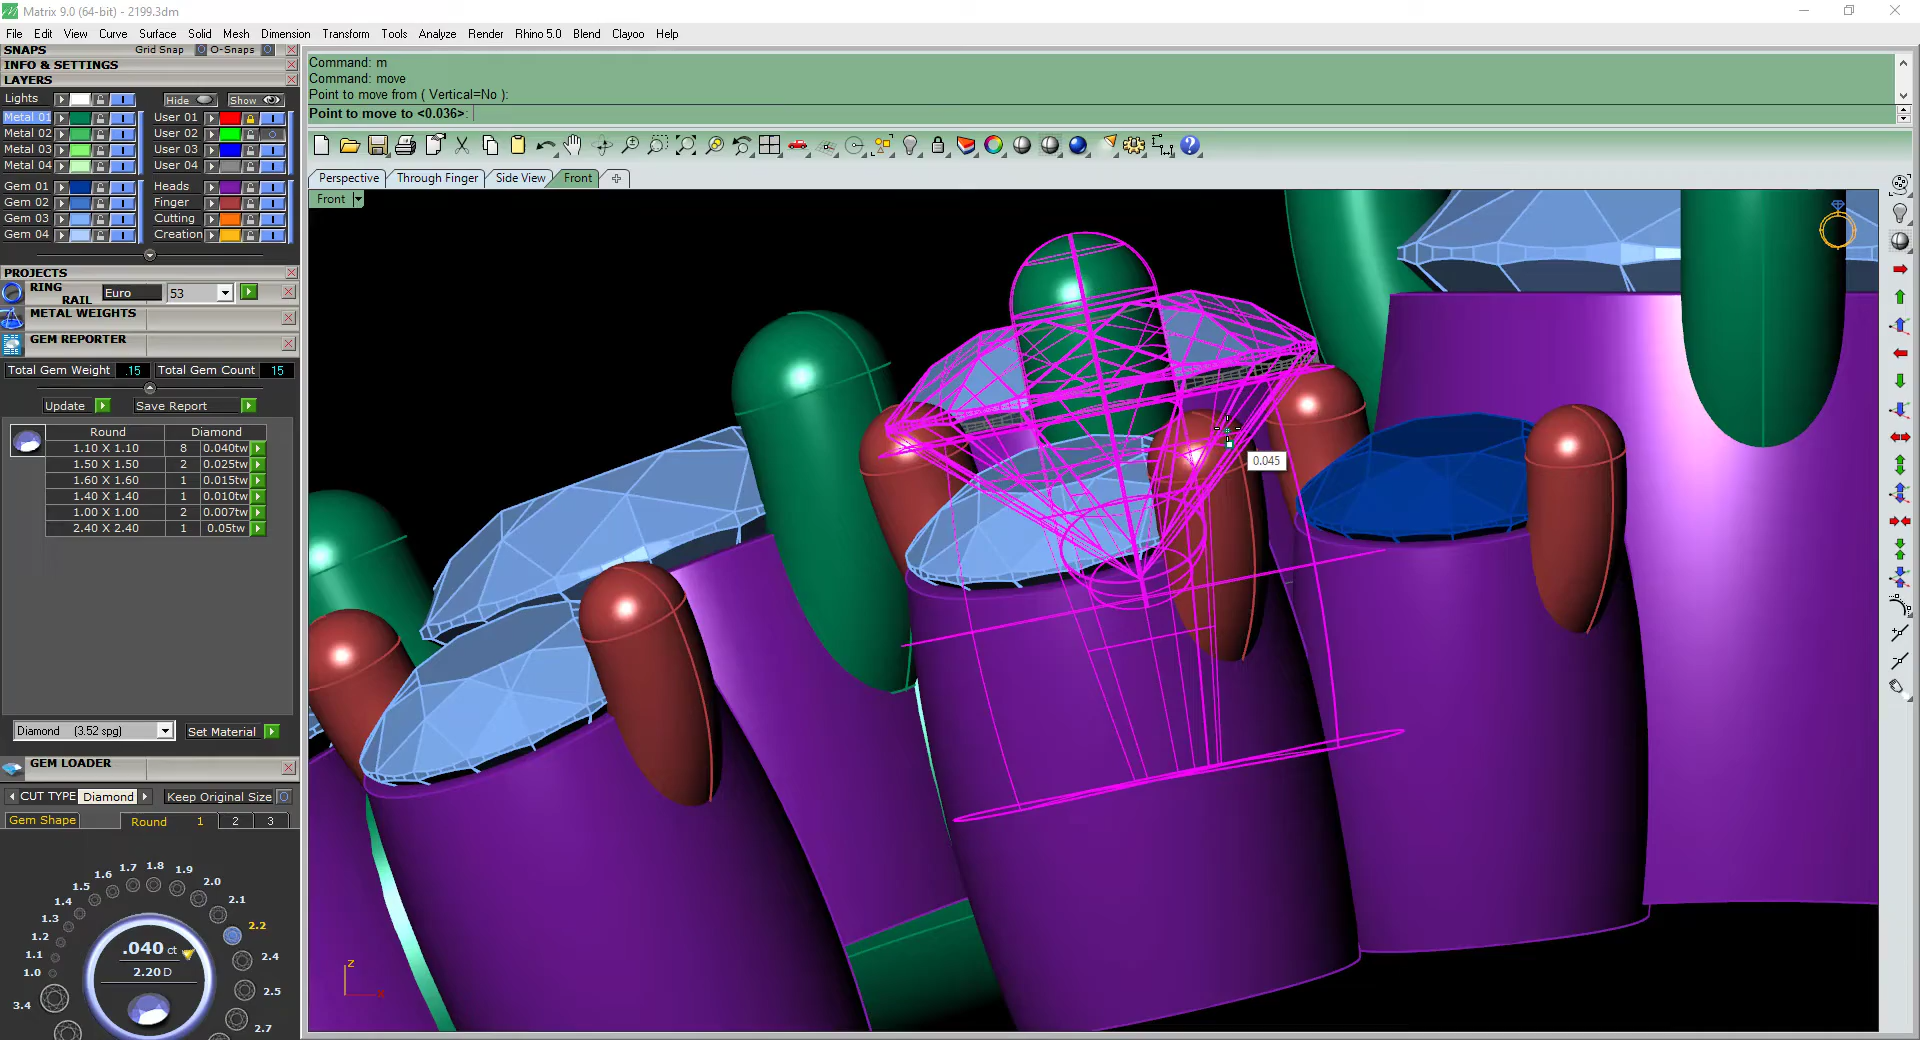 Matrix 9.0 (64-bit) - 2199.3dm
File Edit View Curve Surface Solid Mesh Dimension Transform Tools Analyze Render Rhino 5.0 Blend Clayoo Help
SNAPS Grid Snap O-Snaps
INFO & SETTINGS
LAYERS
Lights Hide Show
Metal 01 User 01
Metal 02 User 02
Metal 03 User 03
Metal 04 User 04
Gem 01 Heads
Gem 02 Finger
Gem 03 Cutting
Gem 04 Creation
PROJECTS
RING RAIL Euro 53
METAL WEIGHTS
GEM REPORTER
Total Gem Weight .15 Total Gem Count 15
Update Save Report
Round Diamond
1.10 X 1.10 8 0.040tw
1.50 X 1.50 2 0.025tw
1.60 X 1.60 1 0.015tw
1.40 X 1.40 1 0.010tw
1.00 X 1.00 2 0.007tw
2.40 X 2.40 1 0.05tw
Diamond (3.52 spg) Set Material
GEM LOADER
CUT TYPE Diamond Keep Original Size
Gem Shape Round 1 2 3
1.0
1.1
1.2
1.3
1.4
1.5
1.6
1.7
1.8
1.9
2.0
2.1
2.2
2.4
2.5
2.7
3.4
.040 ct
2.20 D
Command: m
Command: move
Point to move from ( Vertical=No ):
Point to move to <0.036>:
Perspective Through Finger Side View Front
Front
0.045
z
x